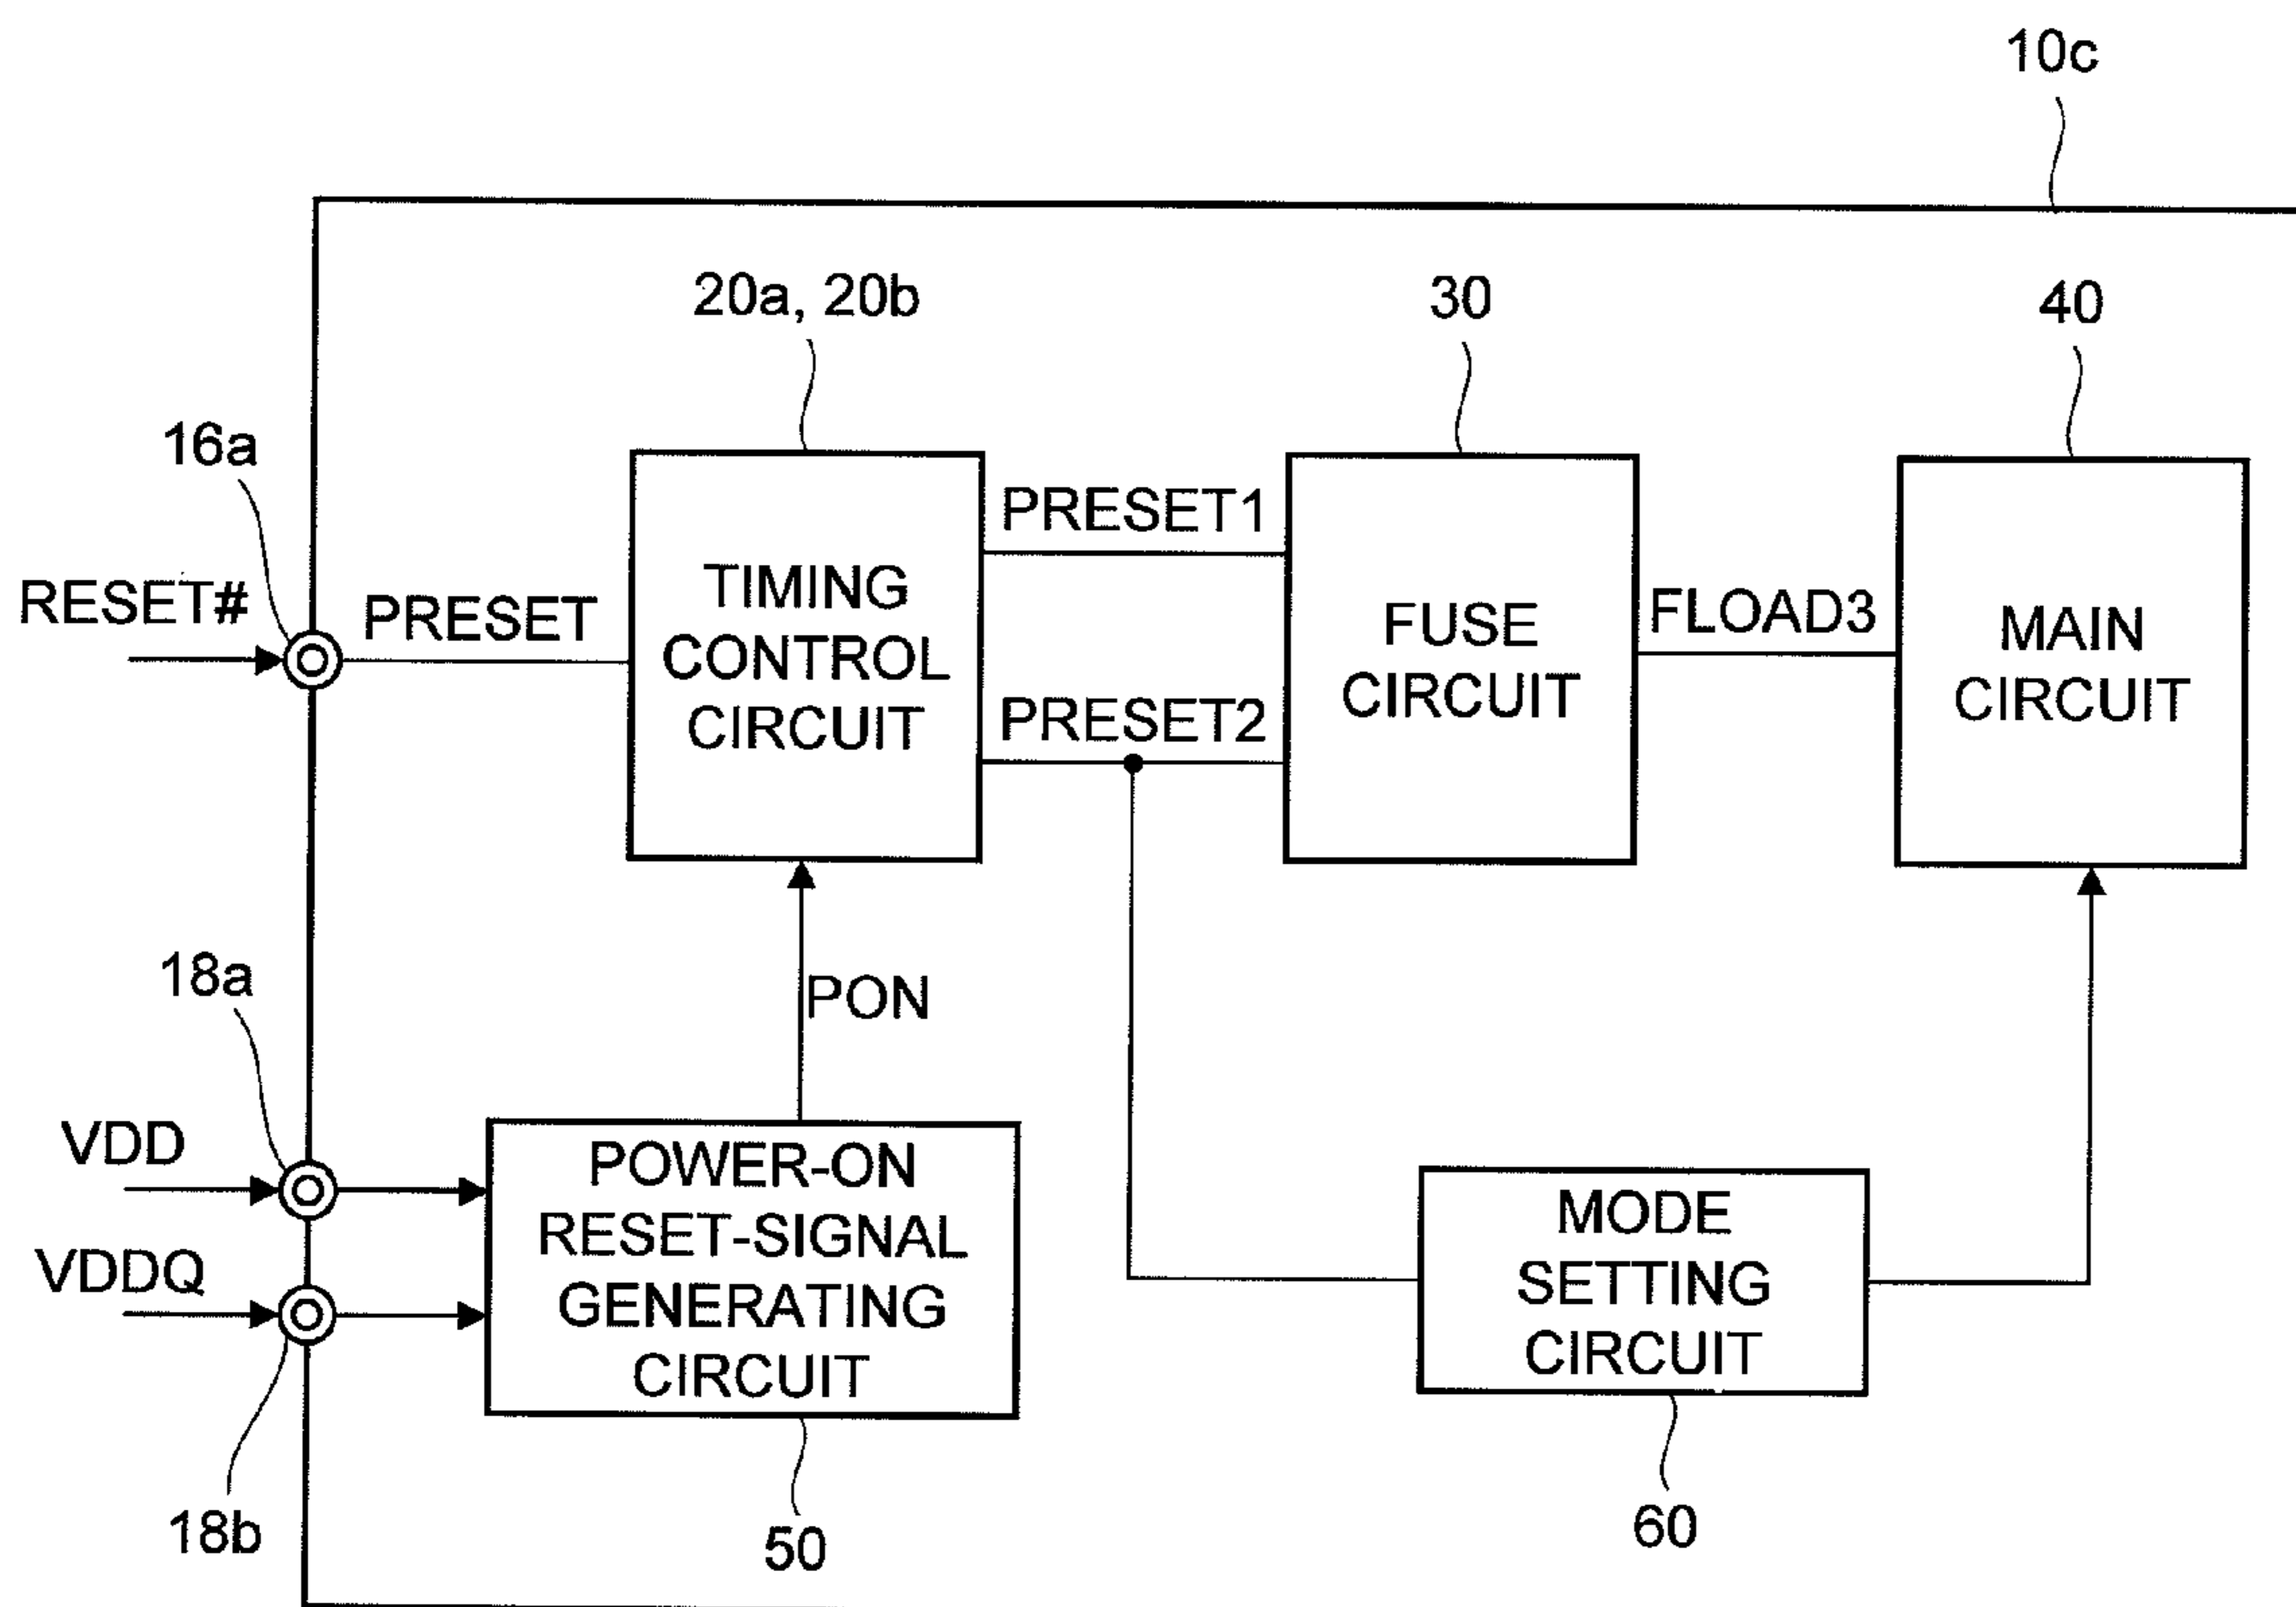 10c
20a, 20b
30
40
16a
RESET#
PRESET
TIMING
CONTROL
CIRCUIT
PRESET1
PRESET2
FUSE
CIRCUIT
FLOAD3
MAIN
CIRCUIT
PON
18a
VDD
VDDQ
18b
POWER-ON
RESET-SIGNAL
GENERATING
CIRCUIT
50
MODE
SETTING
CIRCUIT
60